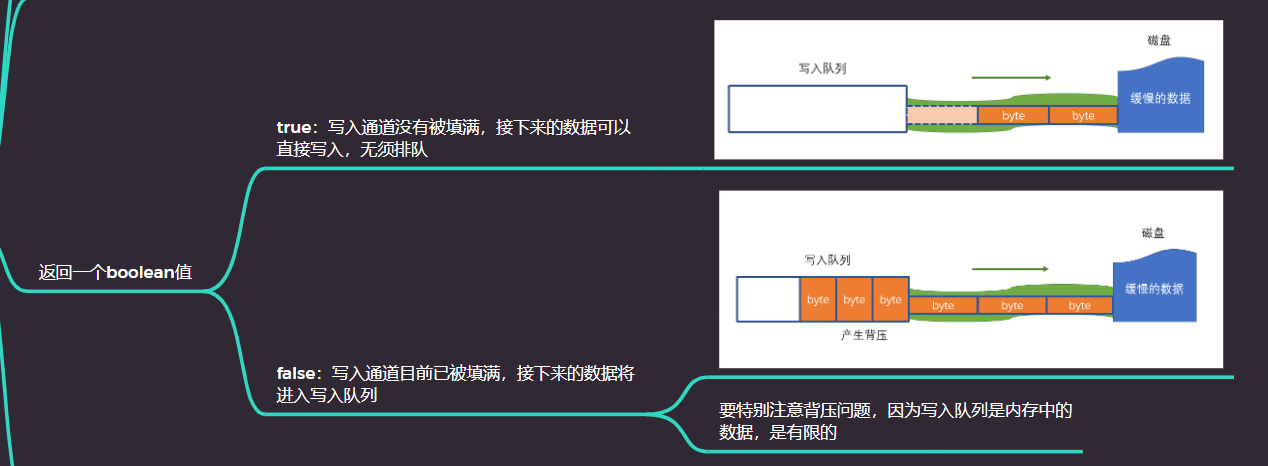 磁盘
写入队列
缓慢的数据
byte
byte
true：写入通道没有被填满，接下来的数据可以
直接写入，无须排队
磁盘
写入队列
缓慢的数据
byte
byte
byte
byte
byte
byte
产生背压
返回一个boolean值
false：写入通道目前已被填满，接下来的数据将
进入写入队列
要特别注意背压问题，因为写入队列是内存中的
数据，是有限的